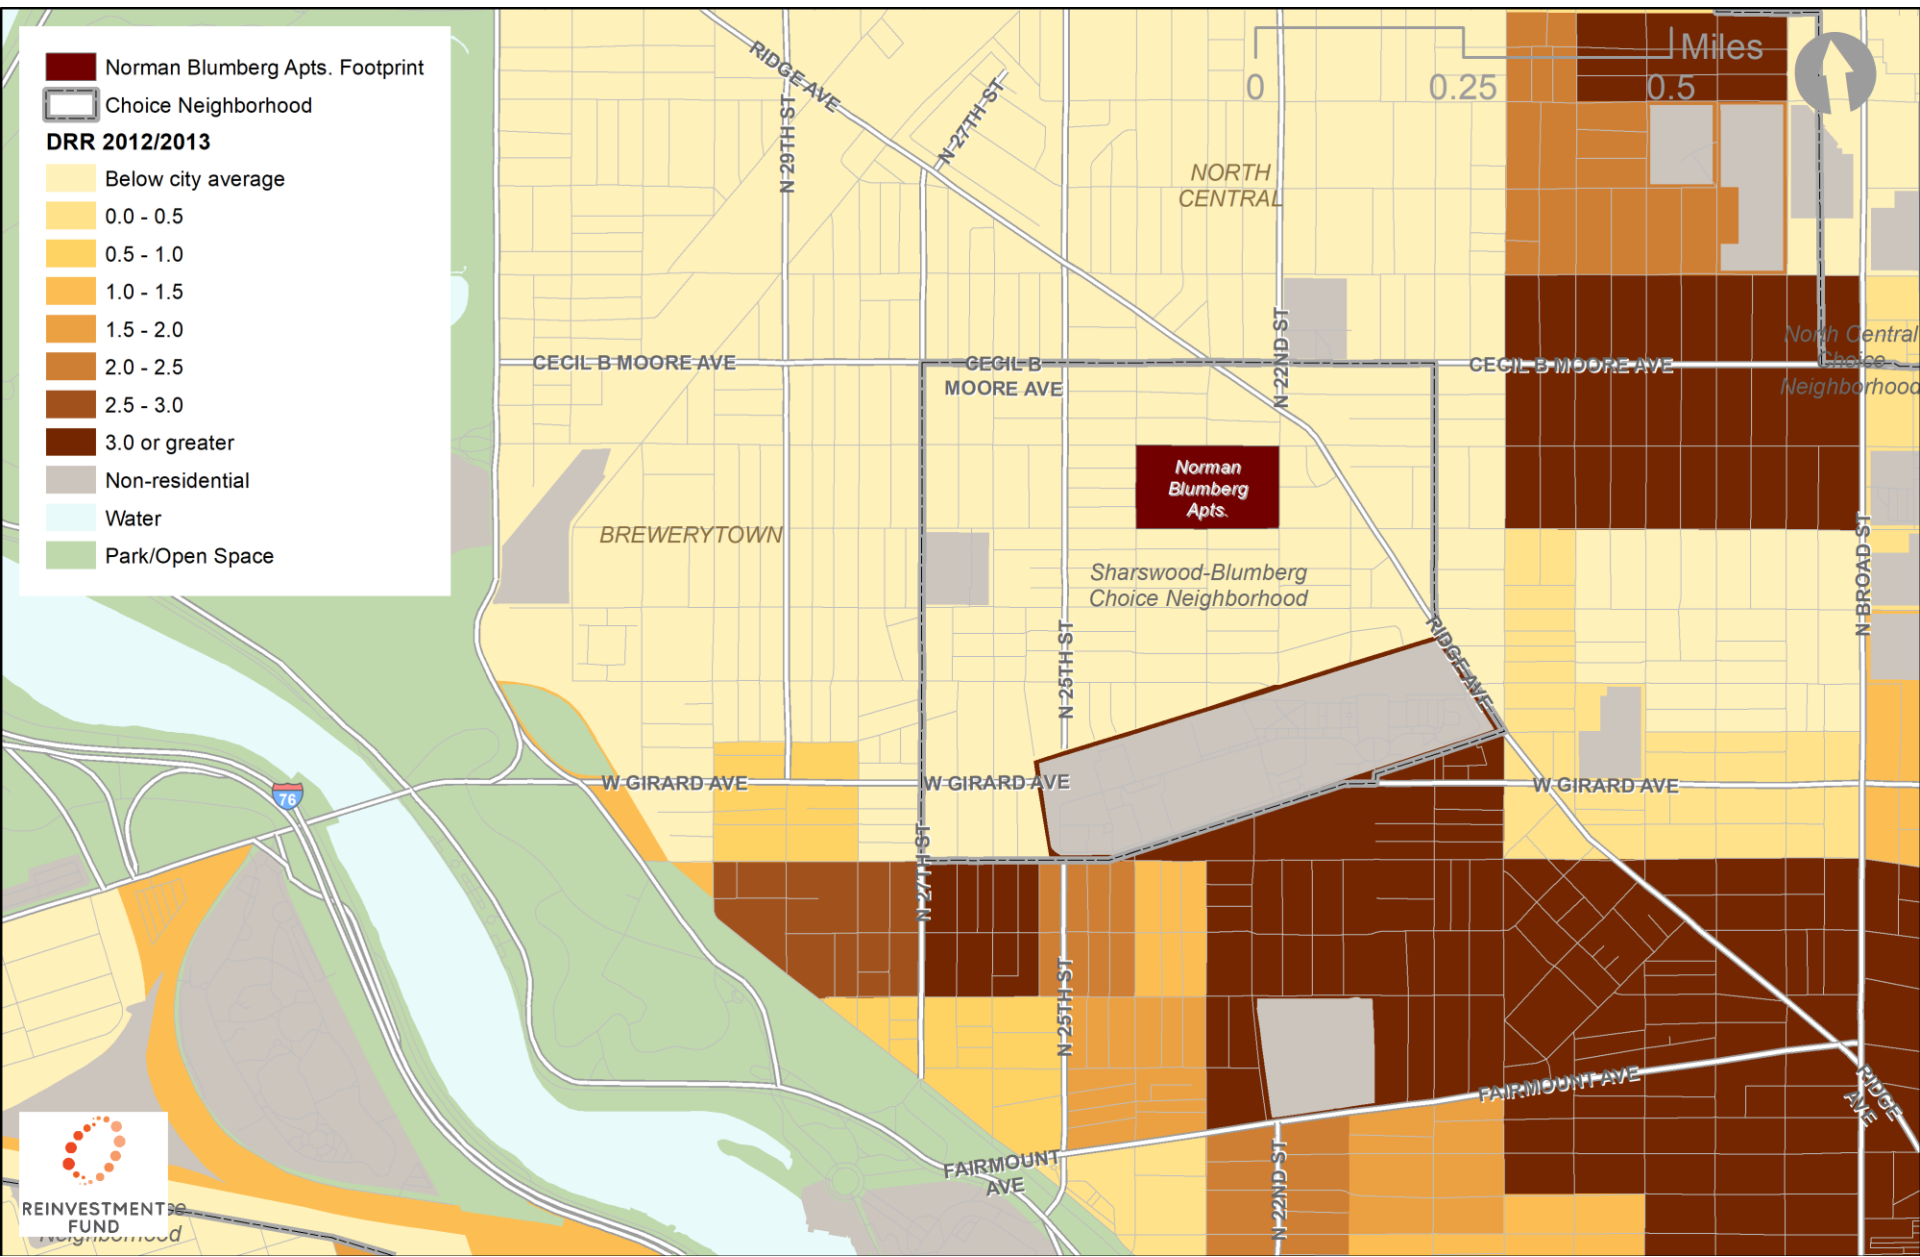 Norman Blumberg Apts. Footprint
Choice Neighborhood
DRR 2012/2013
Below city average
0.0 - 0.5
0.5 - 1.0
1.0 - 1.5
1.5 - 2.0
2.0 - 2.5
2.5 - 3.0
3.0 or greater
Non-residential
Water
Park/Open Space
Miles
0
0.25
0.5
RIDGE AVE
N 29TH ST
N 27TH ST
NORTH
CENTRAL
N 22ND ST
CECIL B MOORE AVE
CECIL B
MOORE AVE
CECIL B MOORE AVE
North Central
Choice
Neighborhood
Norman
Blumberg
Apts.
BREWERYTOWN
Sharswood-Blumberg
Choice Neighborhood
N BROAD ST
N 25TH ST
RIDGE AVE
W GIRARD AVE
W GIRARD AVE
W GIRARD AVE
76
N 27TH ST
N 25TH ST
FAIRMOUNT AVE
RIDGE
AVE
FAIRMOUNT
AVE
N 22ND ST
REINVESTMENT
FUND
Neighborhood